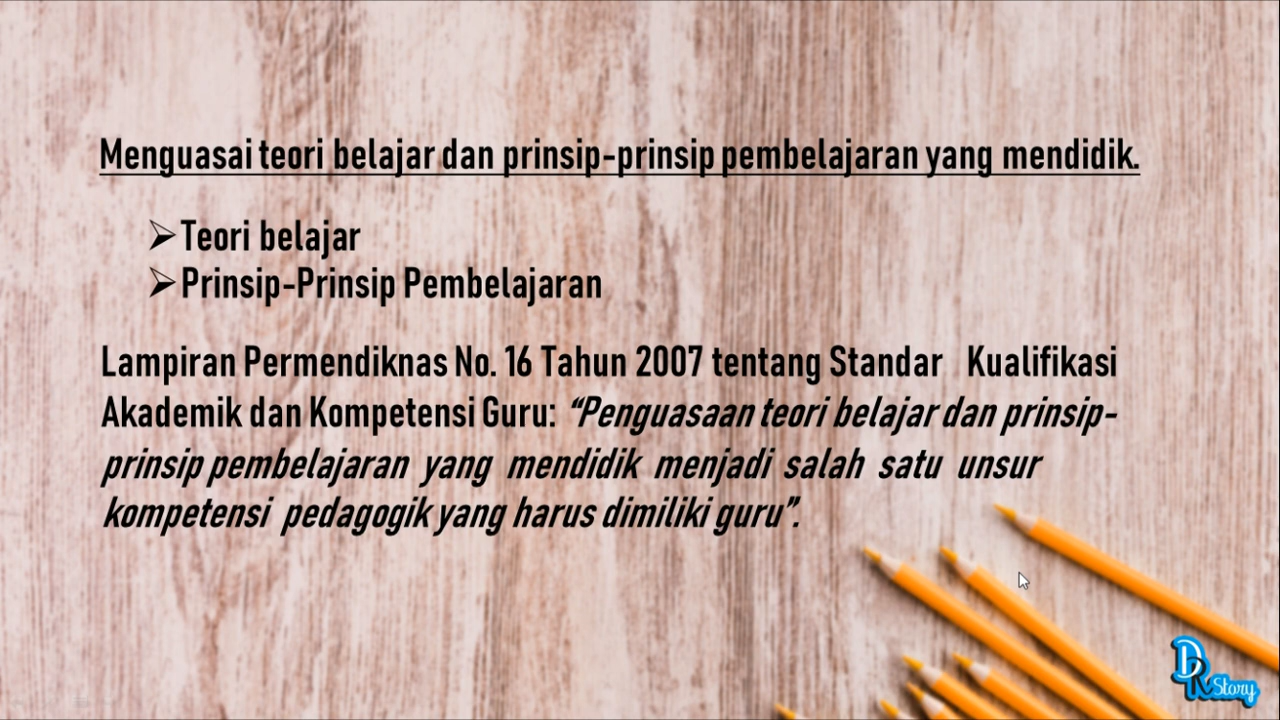 Menguasai teori belajar dan prinsip-prinsip pembelajaran yang mendidik.
➢Teori belajar
➢Prinsip-Prinsip Pembelajaran
Lampiran Permendiknas No. 16 Tahun 2007 tentang Standar Kualifikasi
Akademik dan Kompetensi Guru: “Penguasaan teori belajar dan prinsip-
prinsip pembelajaran yang mendidik menjadi salah satu unsur
kompetensi pedagogik yang harus dimiliki guru”.
DR
Story